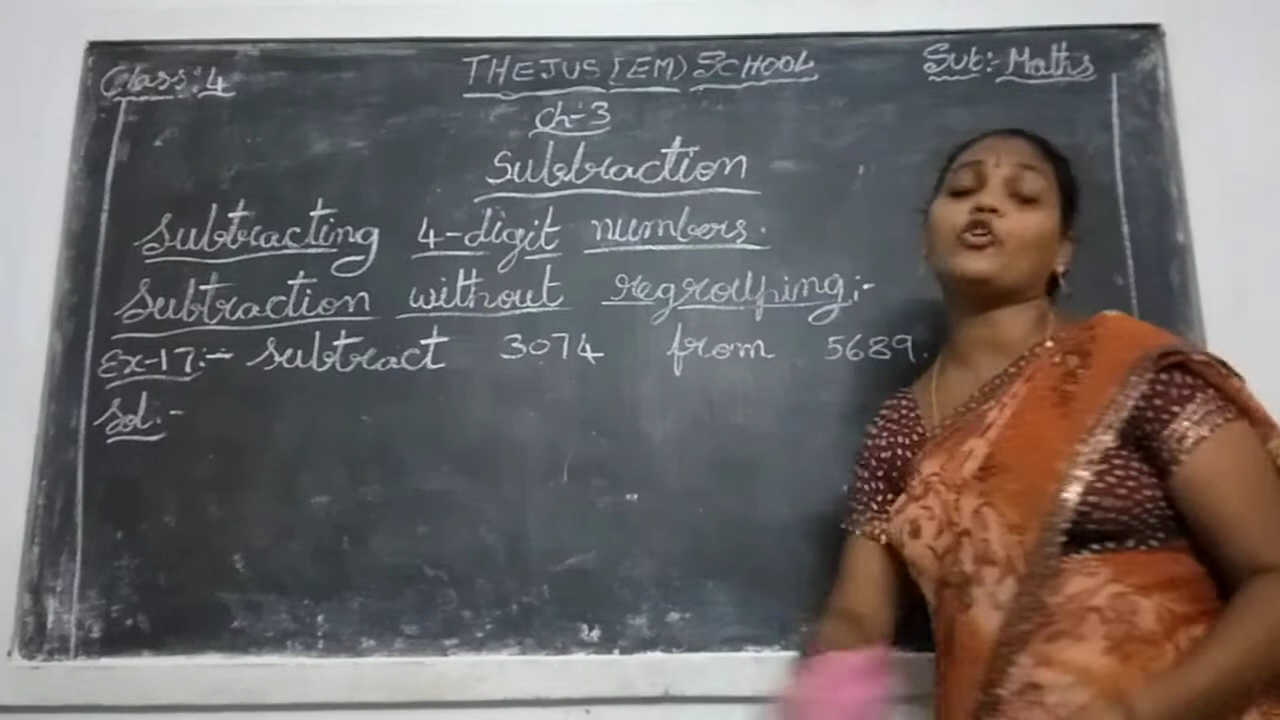 Class: 4
THEJUS (EM) SCHOOL
Sub:- Maths
Ch-3
Subtraction
Subtracting 4-digit numbers.
Subtraction without regrouping:-
Ex-17:- Subtract 3074 from 5689.
Sol:-